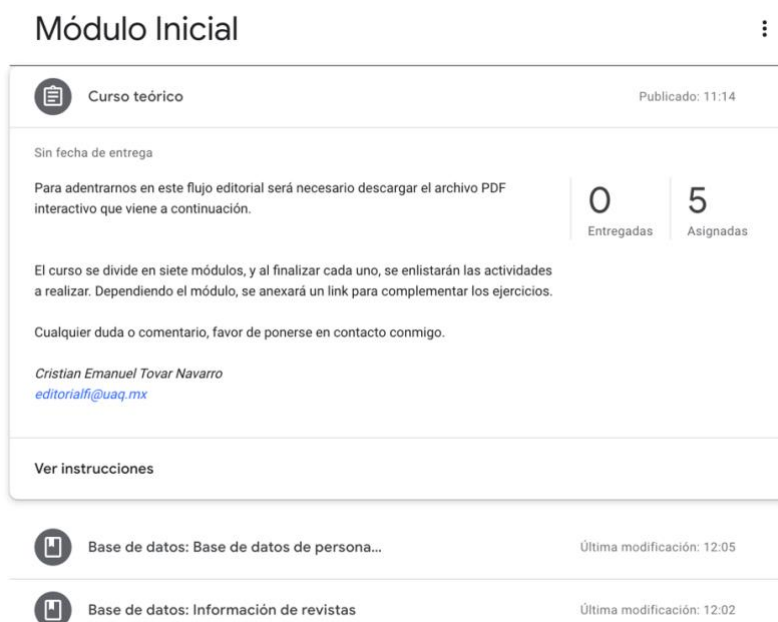 Módulo Inicial
Curso teórico
Publicado: 11:14
Sin fecha de entrega
Para adentrarnos en este flujo editorial será necesario descargar el archivo PDF
interactivo que viene a continuación.
0
Entregadas
5
Asignadas
El curso se divide en siete módulos, y al finalizar cada uno, se enlistarán las actividades
a realizar. Dependiendo el módulo, se anexará un link para complementar los ejercicios.
Cualquier duda o comentario, favor de ponerse en contacto conmigo.
Cristian Emanuel Tovar Navarro
editorialfi@uaq.mx
Ver instrucciones
Base de datos: Base de datos de persona...
Última modificación: 12:05
Base de datos: Información de revistas
Última modificación: 12:02